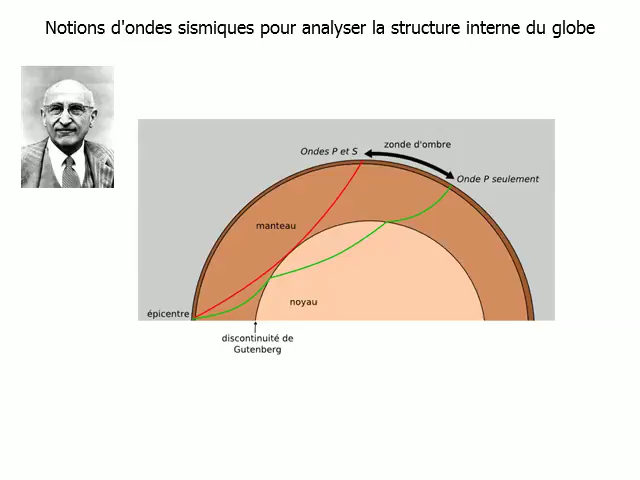 Notions d'ondes sismiques pour analyser la structure interne du globe
zonde d'ombre
Ondes P et S
Onde P seulement
manteau
noyau
épicentre
discontinuité de
Gutenberg